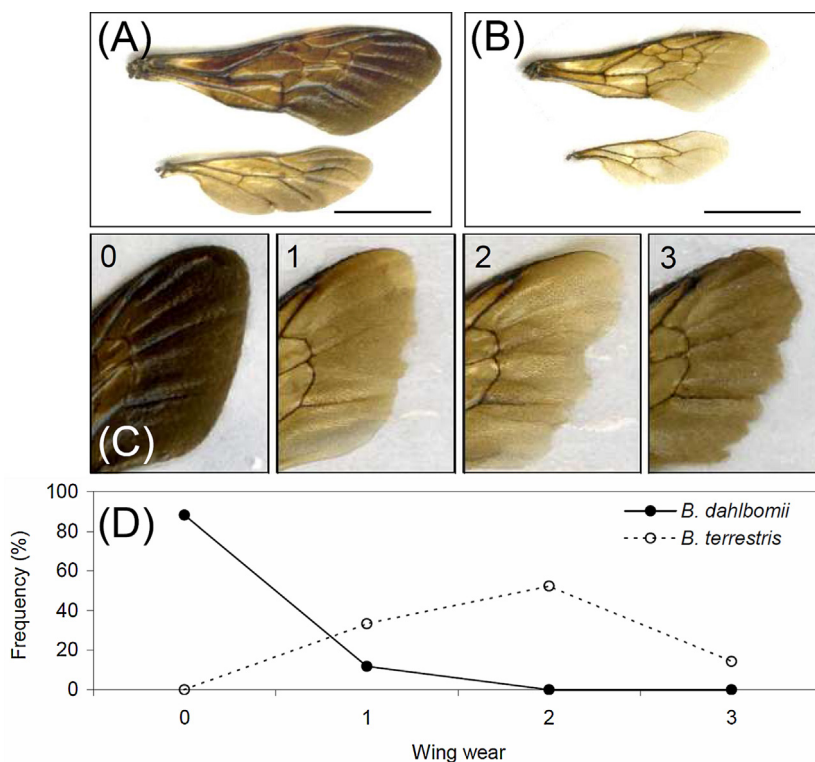 (A)
(B)
0
1
2
3
(C)
(D)
100
80
60
40
20
0
Frequency (%)
B. dahlbomii
B. terrestris
0
1
2
3
Wing wear